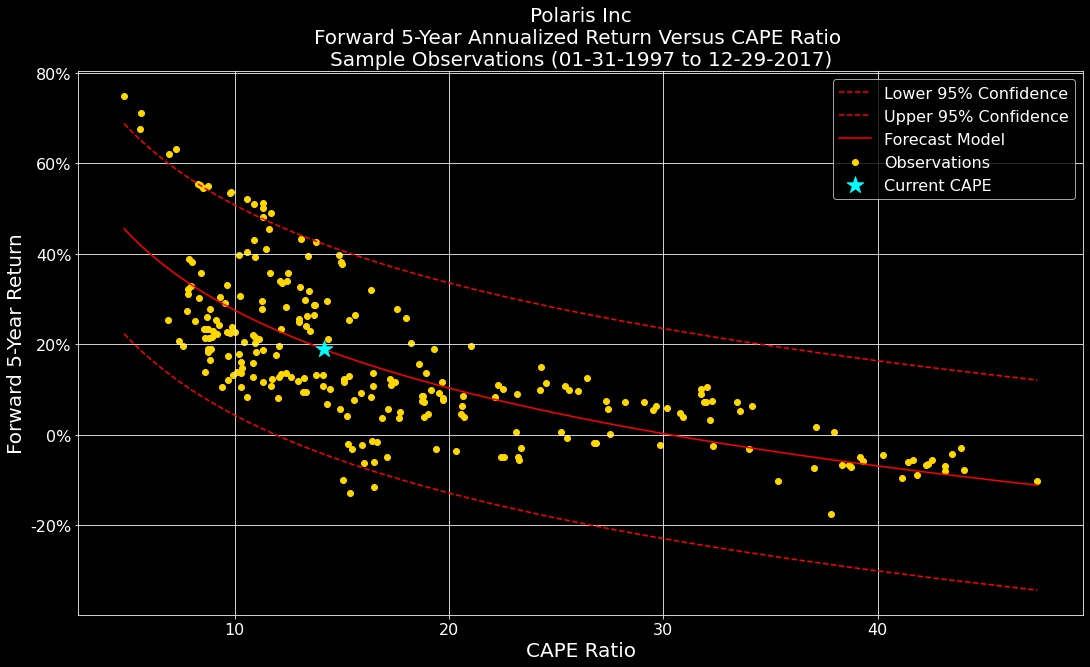 Polaris Inc
Forward 5-Year Annualized Return Versus CAPE Ratio
Sample Observations (01-31-1997 to 12-29-2017)
80%
60%
40%
20%
0%
-20%
Forward 5-Year Return
Lower 95% Confidence
Upper 95% Confidence
Forecast Model
Observations
Current CAPE
10
20
30
40
CAPE Ratio